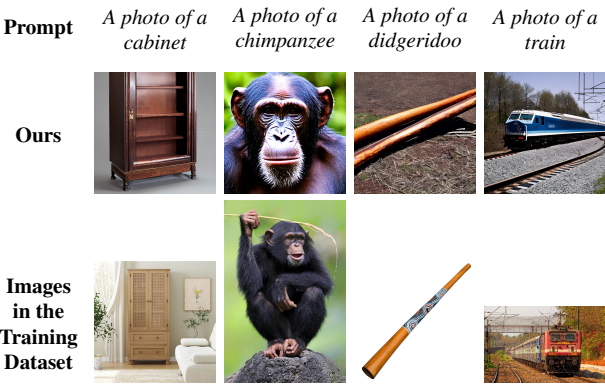 Prompt
A photo of a
cabinet
A photo of a
chimpanzee
A photo of a
didgeridoo
A photo of a
train
Ours
Images
in the
Training
Dataset